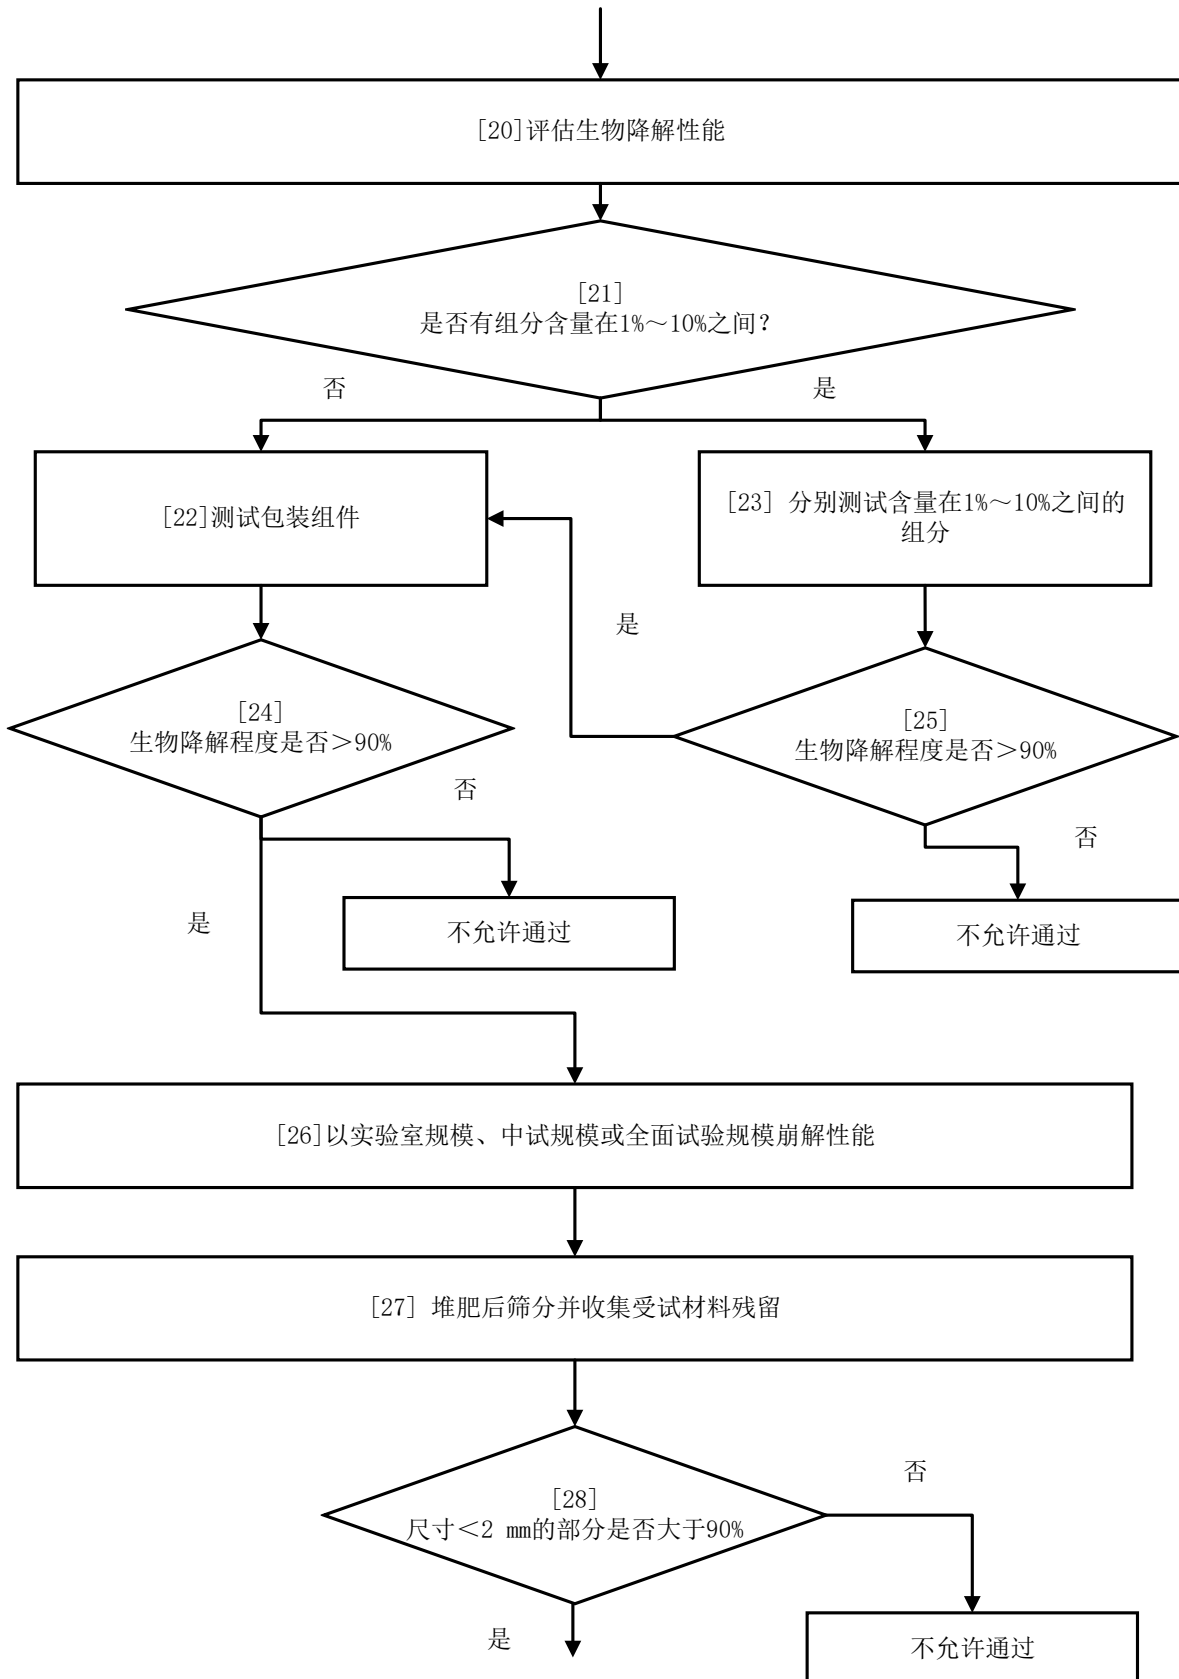 [20]评估生物降解性能
[21]
是否有组分含量在1%～10%之间?
否
是
[22]测试包装组件
[23] 分别测试含量在1%～10%之间的
组分
是
[24]
生物降解程度是否＞90%
[25]
生物降解程度是否＞90%
否
否
是
不允许通过
不允许通过
[26]以实验室规模、中试规模或全面试验规模崩解性能
[27] 堆肥后筛分并收集受试材料残留
否
[28]
尺寸＜2 mm的部分是否大于90%
是
不允许通过